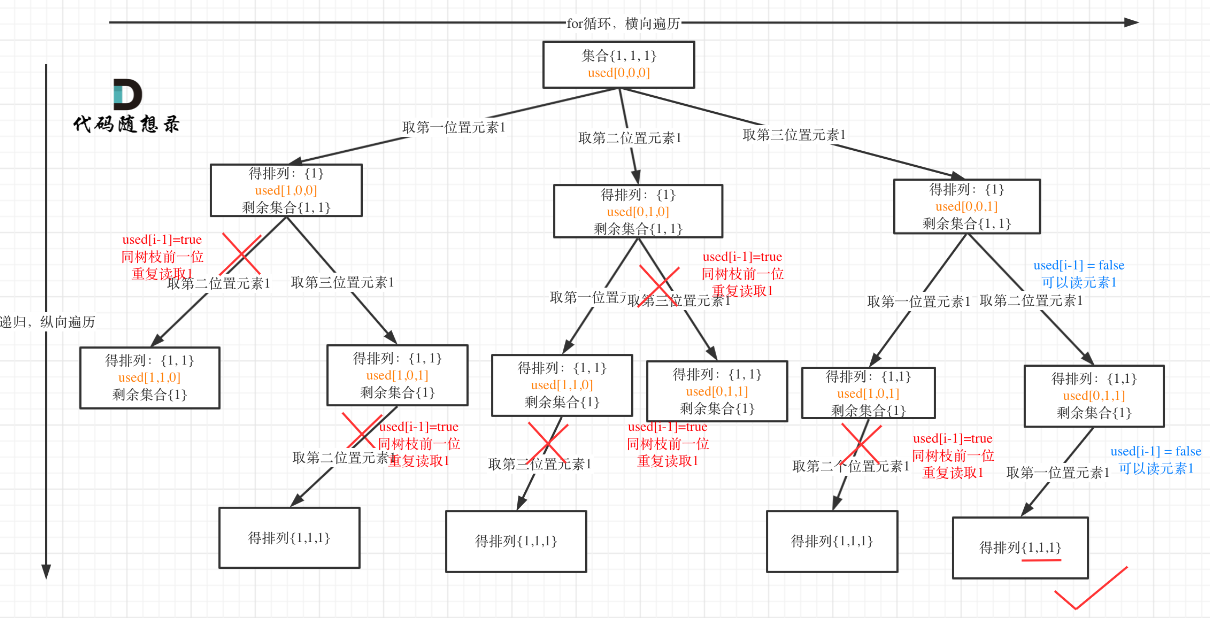 for循环，横向遍历
集合{1, 1, 1}
used[0,0,0]
代码随想录
取第一位置元素1
取第二位置元素1
取第三位置元素1
得排列：{1}
used[1,0,0]
剩余集合{1, 1}
得排列：{1}
used[0,1,0]
剩余集合{1, 1}
得排列：{1}
used[0,0,1]
剩余集合{1, 1}
used[i-1]=true
同树枝前一位
重复读取1
取第二位置元素1
取第三位置元素1
used[i-1]=true
同树枝前一位
重复读取1
取第一位置元
取第三位置元素1
used[i-1] = false
可以读元素1
取第一位置元素1
取第二位置元素1
递归，纵向遍历
得排列：{1, 1}
used[1,1,0]
剩余集合{1}
得排列：{1, 1}
used[1,0,1]
剩余集合{1}
得排列：{1, 1}
used[1,1,0]
剩余集合{1}
得排列：{1, 1}
used[0,1,1]
剩余集合{1}
得排列：{1,1}
used[1,0,1]
剩余集合{1}
得排列：{1,1}
used[0,1,1]
剩余集合{1}
used[i-1]=true
同树枝前一位
重复读取1
取第二位置元素1
取第三位置元素1
used[i-1]=true
同树枝前一位
重复读取1
取第二个位置元素1
used[i-1]=true
同树枝前一位
重复读取1
取第一位置元素1
used[i-1] = false
可以读元素1
得排列{1,1,1}
得排列{1,1,1}
得排列{1,1,1}
得排列{1,1,1}